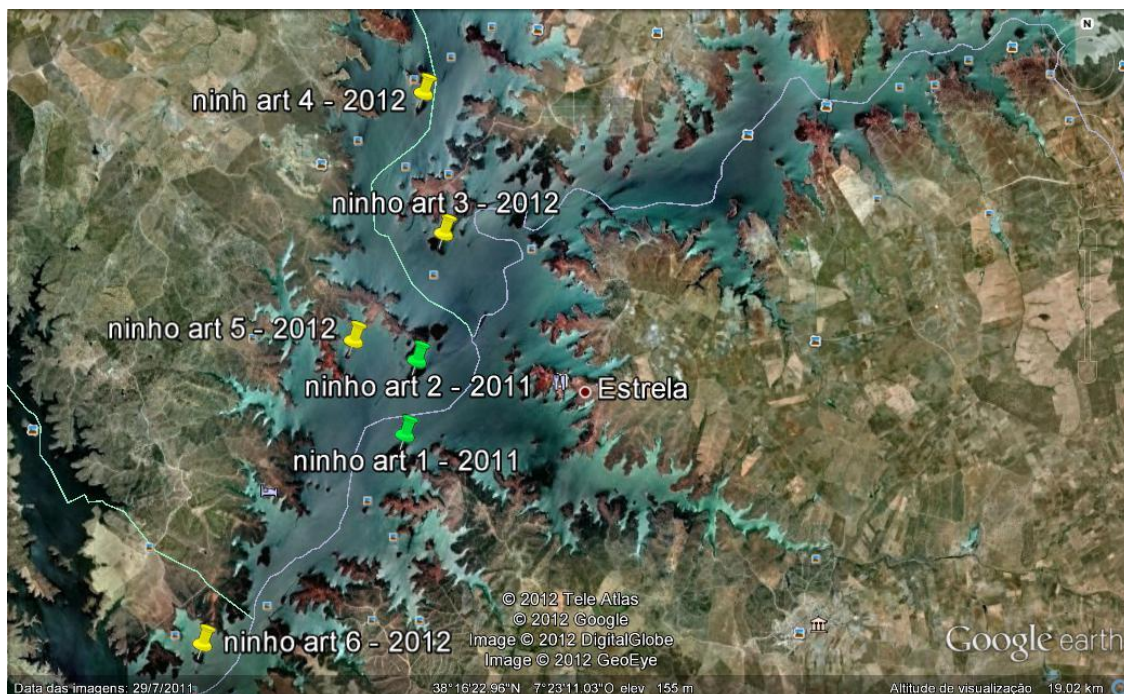 ninh art 4 - 2012
ninho art 3 - 2012
ninho art 5 - 2012
ninho art 2 - 2011
Estrela
ninho art 1 - 2011
ninho art 6 - 2012
N
© 2012 Tele Atlas
© 2012 Google
Image © 2012 DigitalGlobe
Image © 2012 GeoEye
Google earth
Data das imagens: 29/7/2011
38°16'22.96"N 7°23'11.03"O elev 155 m
Altitude de visualização 19.02 km